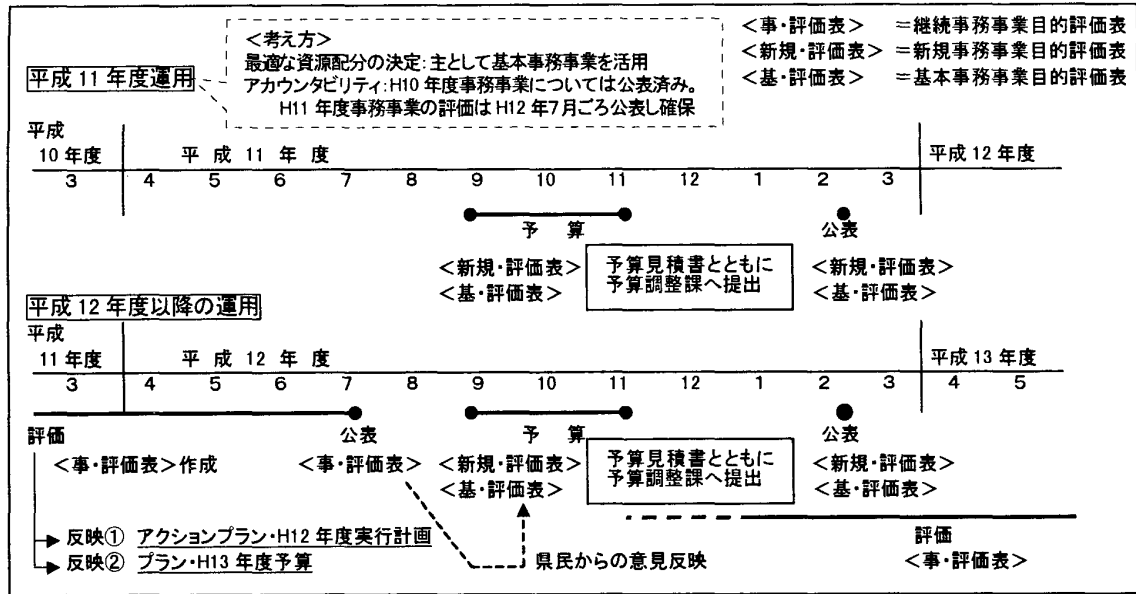 <考え方>
最適な資源配分の決定:主として基本事務事業を活用
アカウンタビリティ:H10年度事務事業については公表済み。
H11年度事務事業の評価はH12年7月ごろ公表し確保
<事・評価表> =継続事務事業目的評価表
<新規・評価表> =新規事務事業目的評価表
<基・評価表> =基本事務事業目的評価表
平成11年度運用
平成
10年度 平成11年度 平成12年度
3 4 5 6 7 8 9 10 11 12 1 2 3
予算 公表
<新規・評価表> 予算見積書とともに <新規・評価表>
<基・評価表> 予算調整課へ提出 <基・評価表>
平成12年度以降の運用
平成
11年度 平成12年度 平成13年度
3 4 5 6 7 8 9 10 11 12 1 2 3 4 5
評価 公表 予算 公表
<事・評価表>作成 <事・評価表> <新規・評価表> 予算見積書とともに <新規・評価表>
<基・評価表> 予算調整課へ提出 <基・評価表>
反映① アクションプラン・H12年度実行計画 評価
反映② プラン・H13年度予算 県民からの意見反映 <事・評価表>